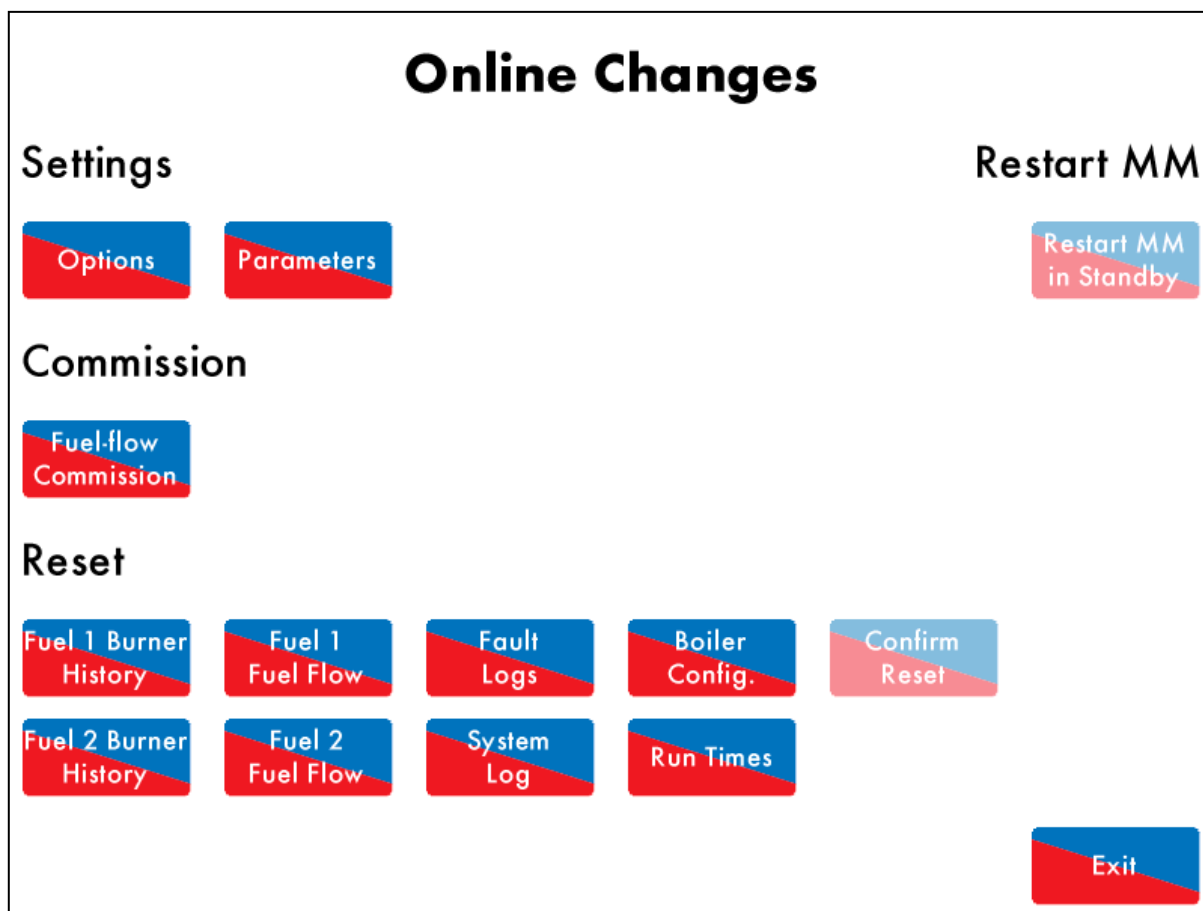 Online Changes
Settings
Restart MM
Options
Parameters
Restart MM
in Standby
Commission
Fuel-flow
Commission
Reset
Fuel 1 Burner
History
Fuel 1
Fuel Flow
Fault
Logs
Boiler
Config.
Confirm
Reset
Fuel 2 Burner
History
Fuel 2
Fuel Flow
System
Log
Run Times
Exit